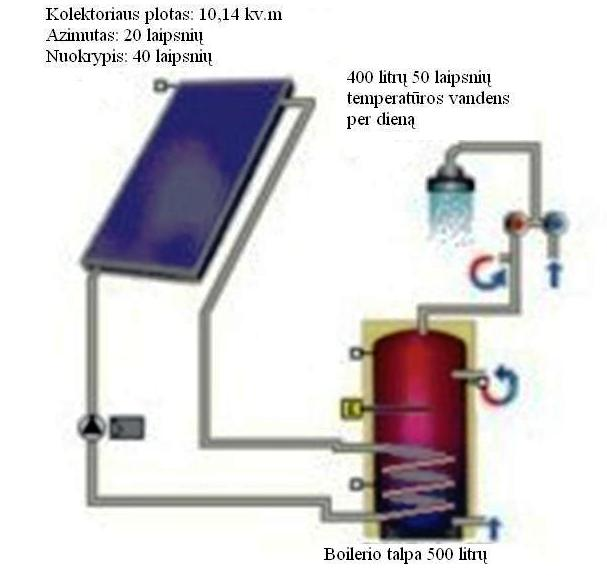 Kolektoriaus plotas: 10,14 kv.m
Azimutas: 20 laipsnių
Nuokrypis: 40 laipsnių
400 litrų 50 laipsnių
temperatūros vandens
per dieną
Boilerio talpa 500 litrų